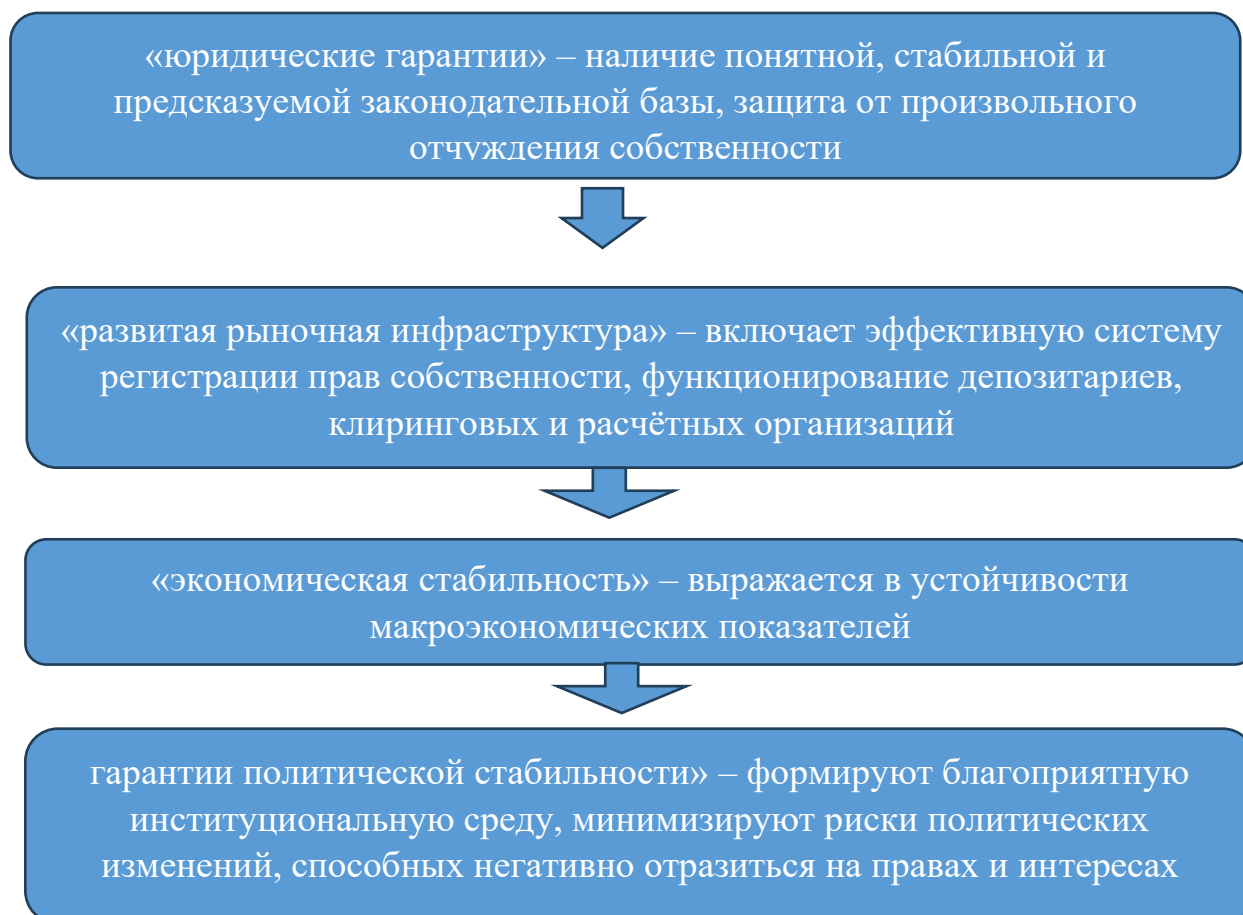 «юридические гарантии» – наличие понятной, стабильной и
предсказуемой законодательной базы, защита от произвольного
отчуждения собственности
«развитая рыночная инфраструктура» – включает эффективную систему
регистрации прав собственности, функционирование депозитариев,
клиринговых и расчётных организаций
«экономическая стабильность» – выражается в устойчивости
макроэкономических показателей
гарантии политической стабильности» – формируют благоприятную
институциональную среду, минимизируют риски политических
изменений, способных негативно отразиться на правах и интересах